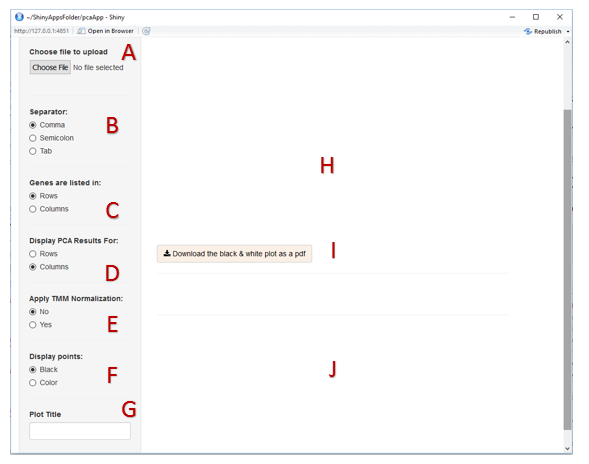 ~/ShinyAppsFolder/pcaApp - Shiny
http://127.0.0.1:4851 Open in Browser Republish
Choose file to upload A
Choose File No file selected
Separator:
Comma B
Semicolon
Tab
H
Genes are listed in:
Rows
Columns C
Display PCA Results For:
Rows
Download the black & white plot as a pdf I
Columns D
Apply TMM Normalization:
No
Yes E
Display points:
Black F J
Color
Plot Title G